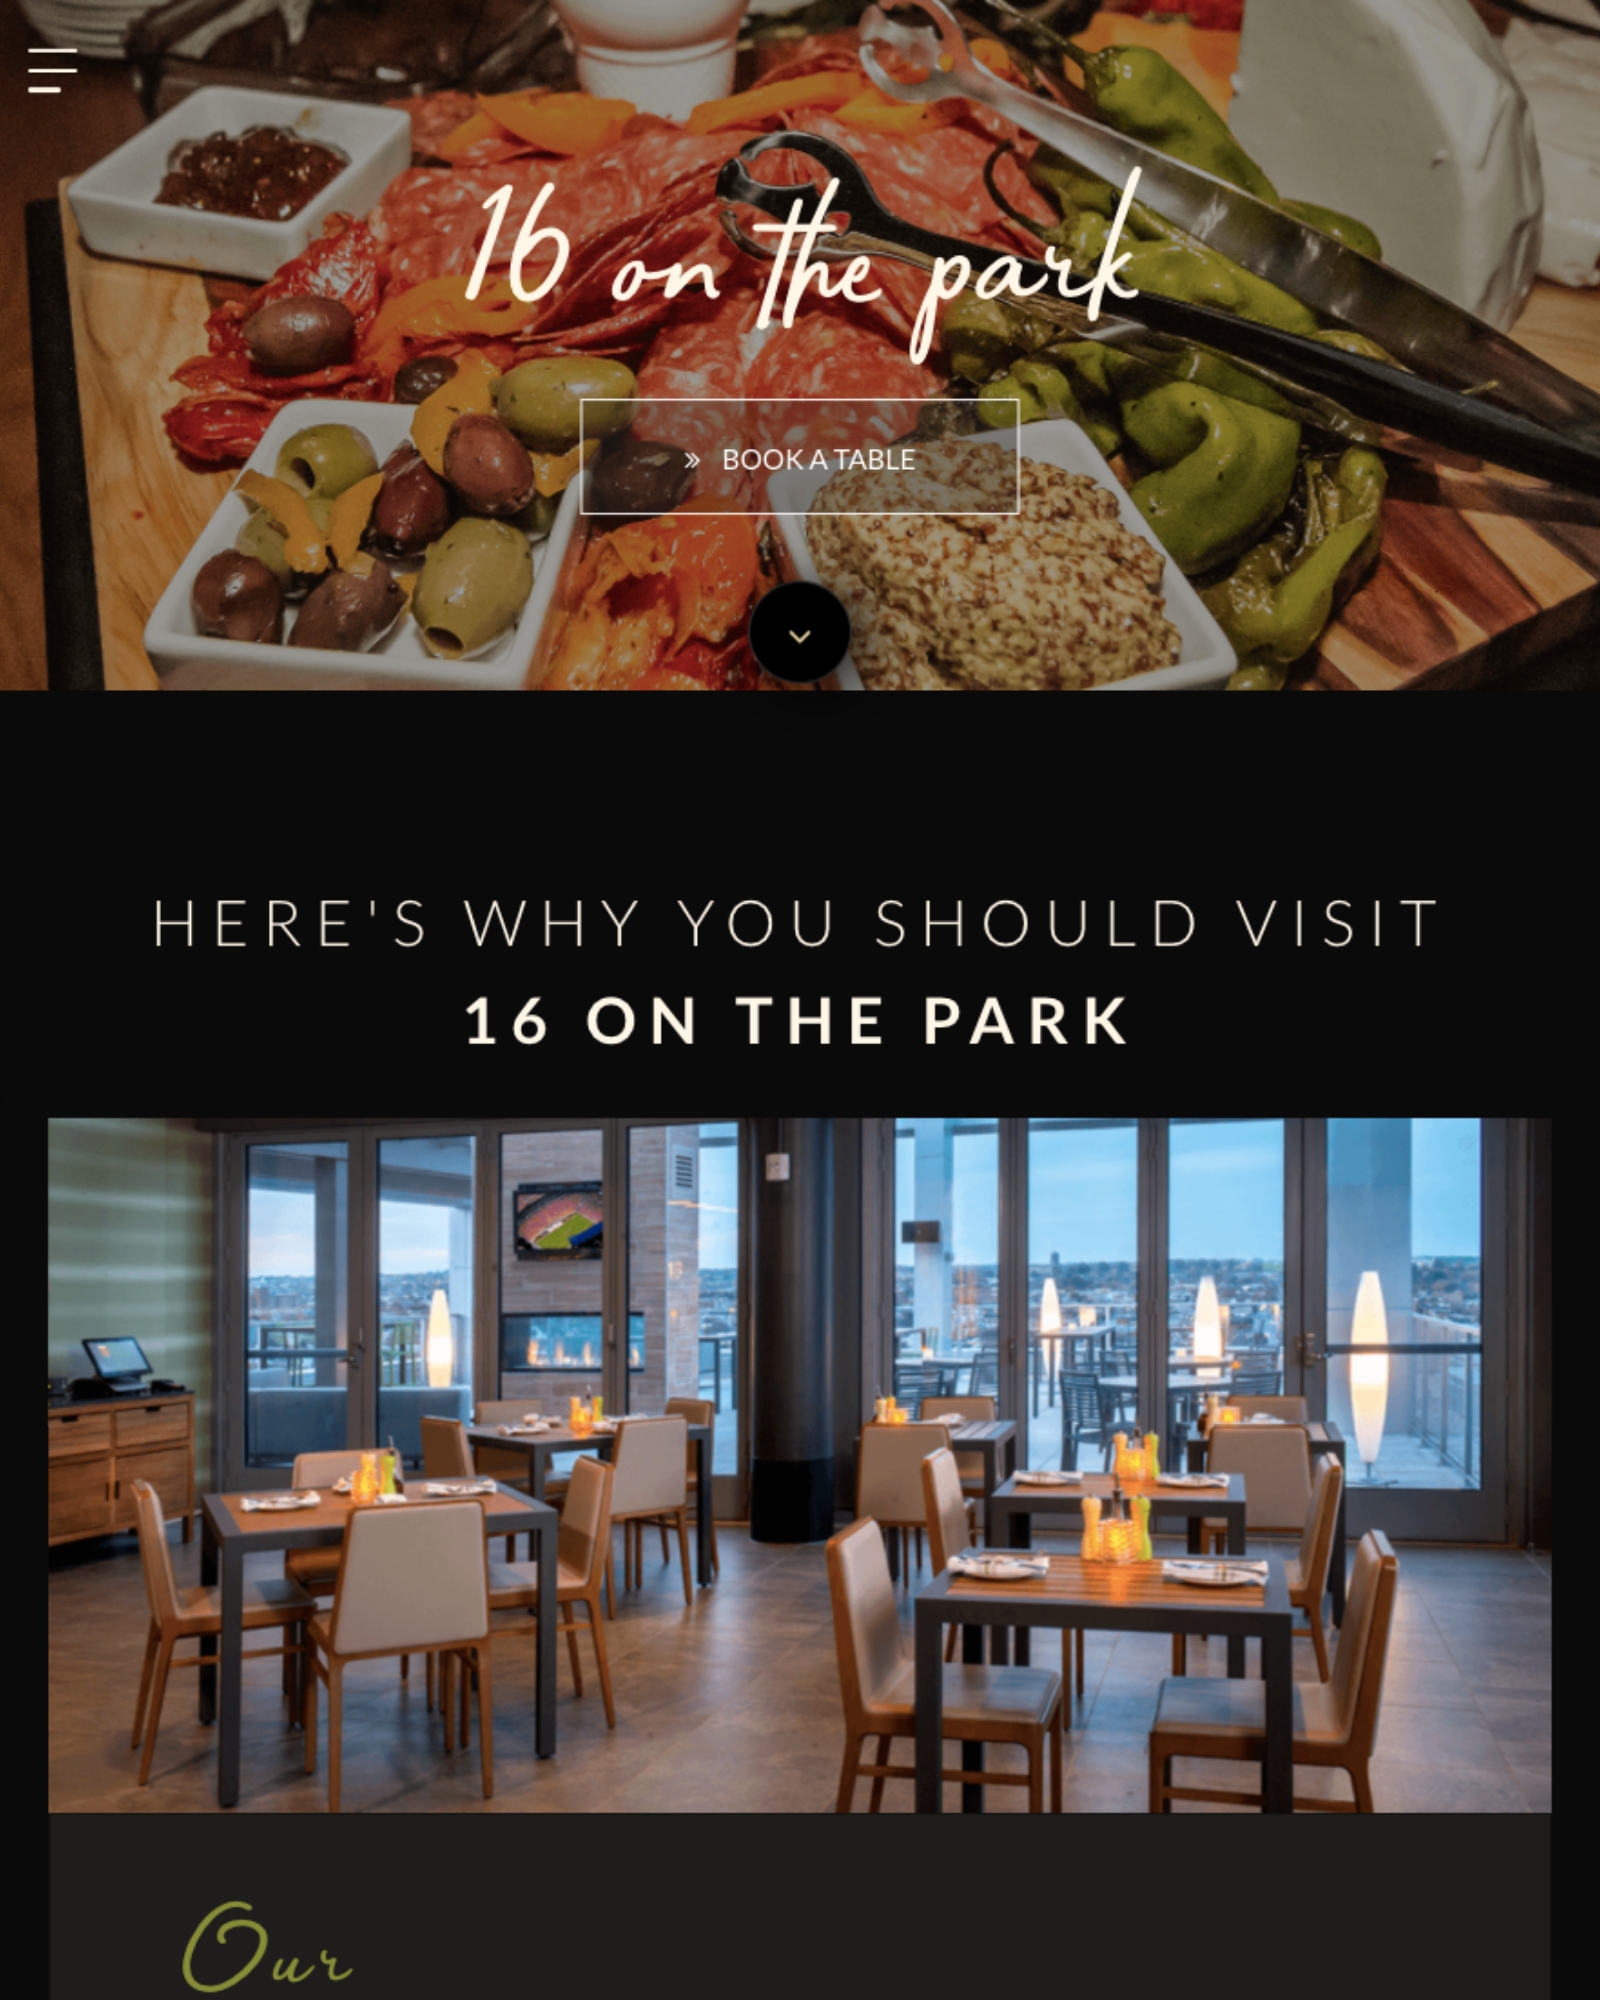 16 on the park
» BOOK A TABLE
HERE'S WHY YOU SHOULD VISIT
16 ON THE PARK
Our